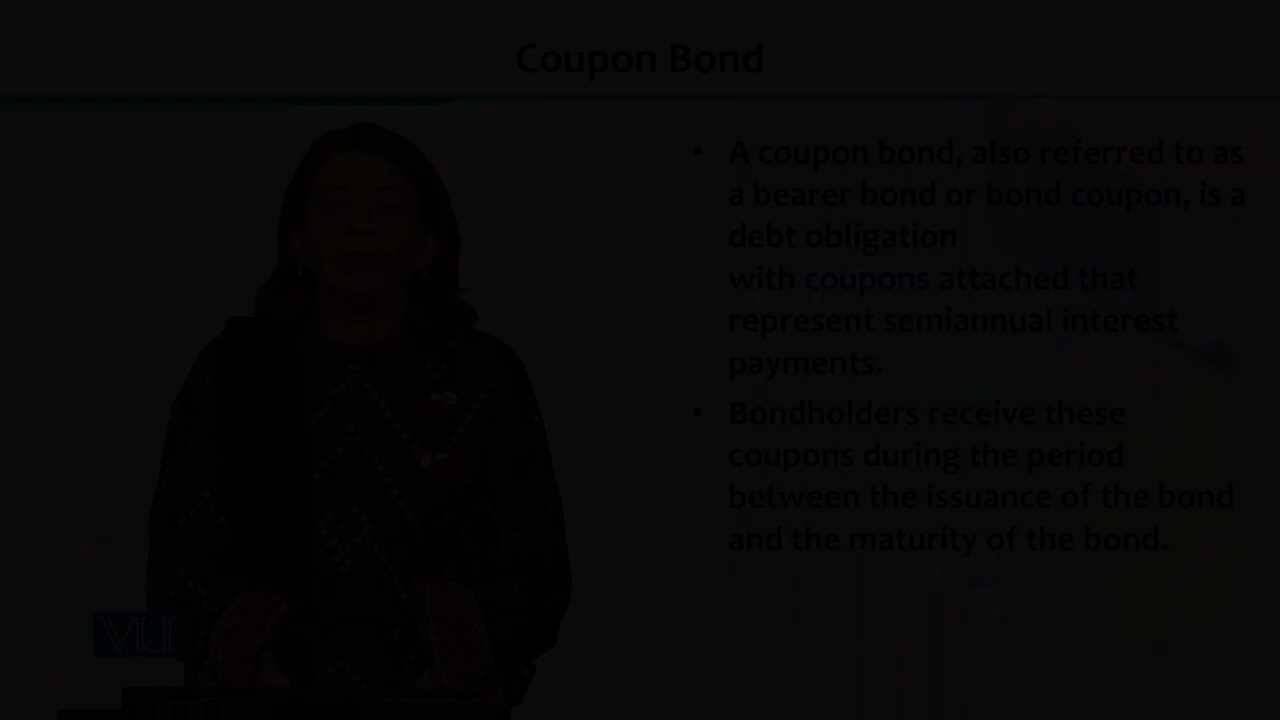 Coupon Bond
• A coupon bond, also referred to as
a bearer bond or bond coupon, is a
debt obligation
with coupons attached that
represent semiannual interest
payments.
• Bondholders receive these
coupons during the period
between the issuance of the bond
and the maturity of the bond.
VU